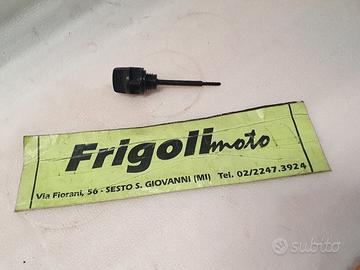 Frigolimoto
Via Fiorani, 56 - SESTO S. GIOVANNI (MI) Tel. 02/2247.3924
subito